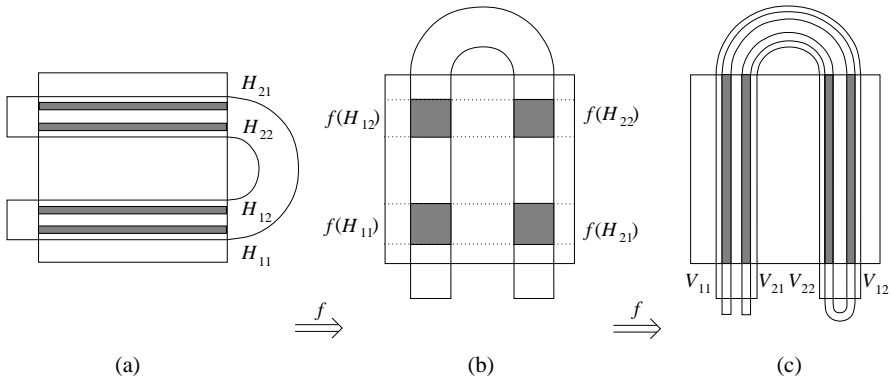 H₂₁
H₂₂
H₁₂
H₁₁
f
(a)
f(H₁₂)
f(H₂₂)
f(H₁₁)
f(H₂₁)
f
(b)
V₁₁
V₂₁
V₂₂
V₁₂
(c)